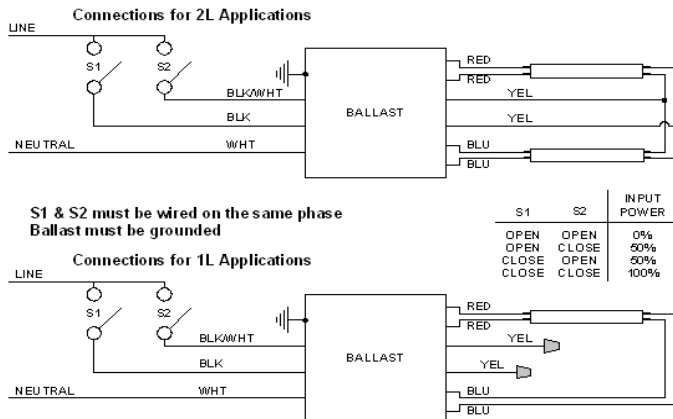 Connections for 2L Applications
LINE
S1
S2
RED
RED
BLK/WHT
YEL
BALLAST
BLK
YEL
NEUTRAL
WHT
BLU
BLU
S1 & S2 must be wired on the same phase
Ballast must be grounded
S1 S2 INPUT POWER
OPEN OPEN 0%
OPEN CLOSE 50%
CLOSE OPEN 50%
CLOSE CLOSE 100%
Connections for 1L Applications
LINE
S1
S2
RED
RED
BLK/WHT
YEL
BALLAST
BLK
YEL
NEUTRAL
WHT
BLU
BLU